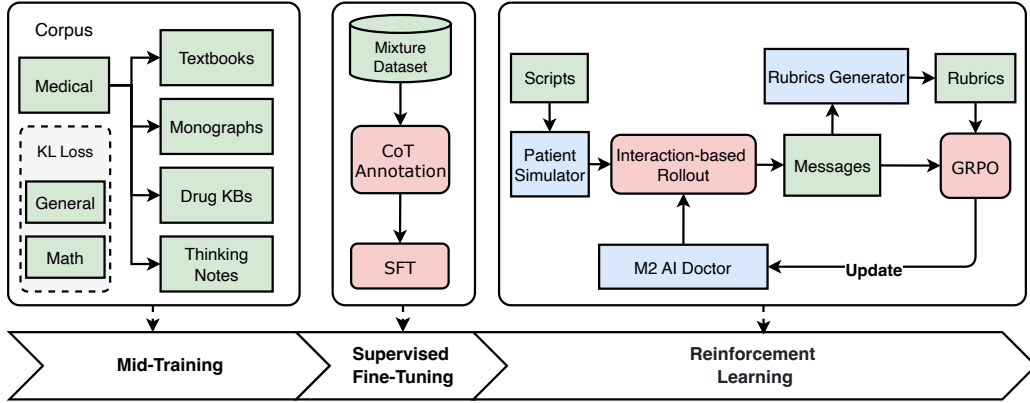 Corpus
Medical
Textbooks
Monographs
Drug KBs
Thinking
Notes
KL Loss
General
Math
Mixture
Dataset
CoT
Annotation
SFT
Scripts
Patient
Simulator
Interaction-based
Rollout
Messages
Rubrics Generator
Rubrics
GRPO
M2 AI Doctor
Update
Mid-Training
Supervised
Fine-Tuning
Reinforcement
Learning